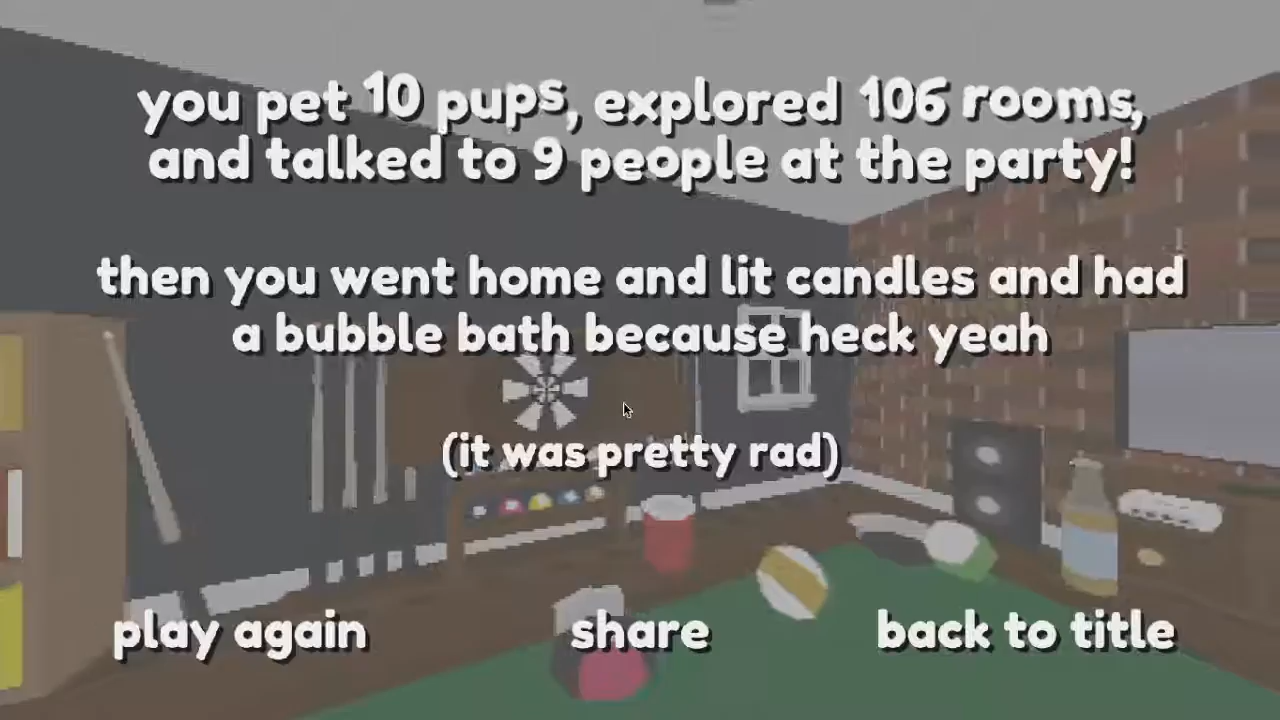 you pet 10 pups, explored 106 rooms,
and talked to 9 people at the party!
then you went home and lit candles and had
a bubble bath because heck yeah
(it was pretty rad)
play again
share
back to title